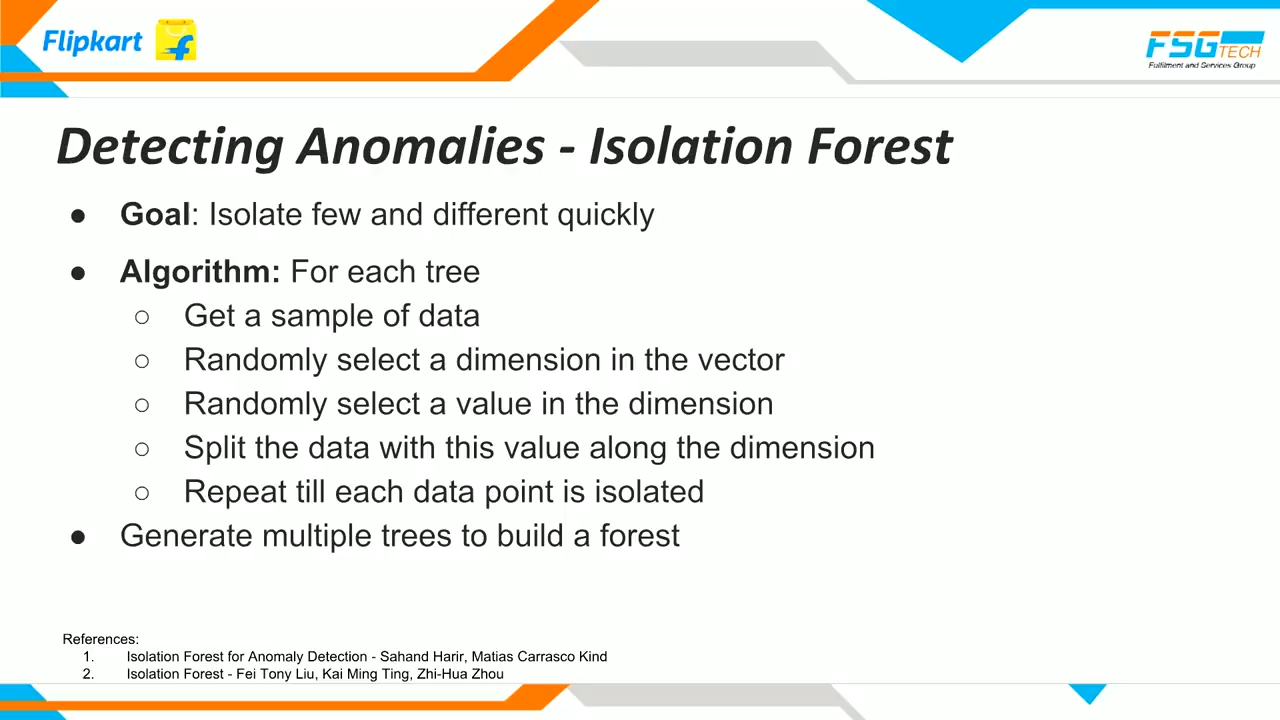 Flipkart
FSG TECH
Fulfilment and Services Group
Detecting Anomalies - Isolation Forest
● Goal: Isolate few and different quickly
● Algorithm: For each tree
○ Get a sample of data
○ Randomly select a dimension in the vector
○ Randomly select a value in the dimension
○ Split the data with this value along the dimension
○ Repeat till each data point is isolated
● Generate multiple trees to build a forest
References:
1. Isolation Forest for Anomaly Detection - Sahand Harir, Matias Carrasco Kind
2. Isolation Forest - Fei Tony Liu, Kai Ming Ting, Zhi-Hua Zhou